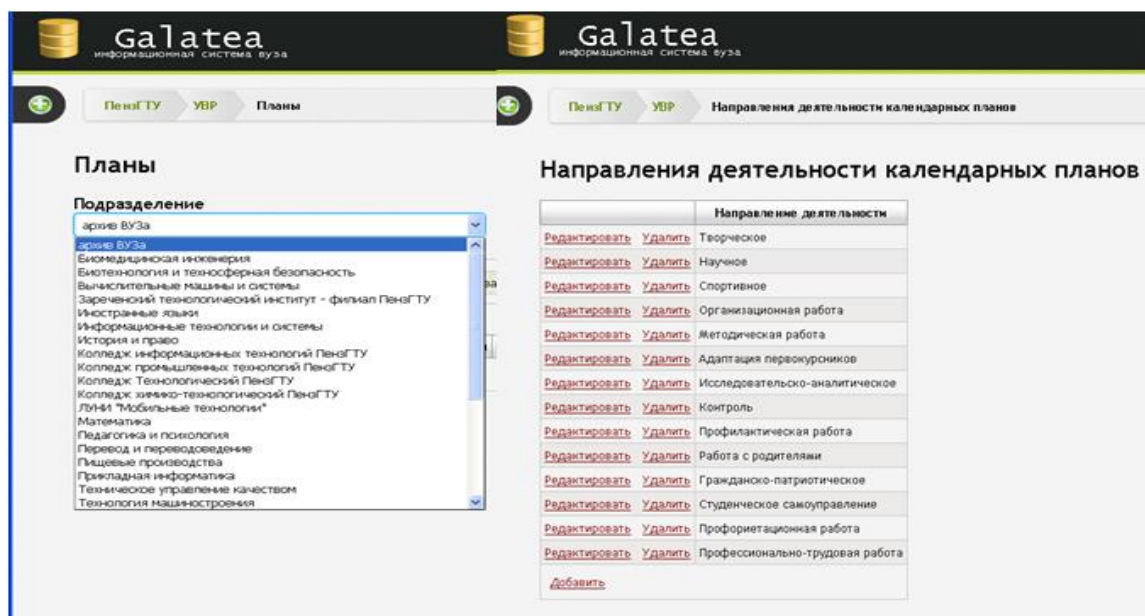 Galatea
информационная система вуза
ПензГТУ УВР Планы
Планы
Подразделение
архив ВУЗа
архив ВУЗа
Биомедицинская инженерия
Биотехнология и техносферная безопасность
Вычислительные машины и системы
Зареченский технологический институт - филиал ПензГТУ
Иностранные языки
Информационные технологии и системы
История и право
Колледж информационных технологий ПензГТУ
Колледж промышленных технологий ПензГТУ
Колледж Технологический ПензГТУ
Колледж химико-технологический ПензГТУ
ЛУНИ "Мобильные технологии"
Математика
Педагогика и психология
Перевод и переводоведение
Пищевые производства
Прикладная информатика
Техническое управление качеством
Технология машиностроения
Galatea
информационная система вуза
ПензГТУ УВР Направления деятельности календарных планов
Направления деятельности календарных планов
Направление деятельности
Редактировать Удалить Творческое
Редактировать Удалить Научное
Редактировать Удалить Спортивное
Редактировать Удалить Организационная работа
Редактировать Удалить Методическая работа
Редактировать Удалить Адаптация первокурсников
Редактировать Удалить Исследовательско-аналитическое
Редактировать Удалить Контроль
Редактировать Удалить Профилактическая работа
Редактировать Удалить Работа с родителями
Редактировать Удалить Гражданско-патриотическое
Редактировать Удалить Студенческое самоуправление
Редактировать Удалить Профориетационная работа
Редактировать Удалить Профессионально-трудовая работа
Добавить